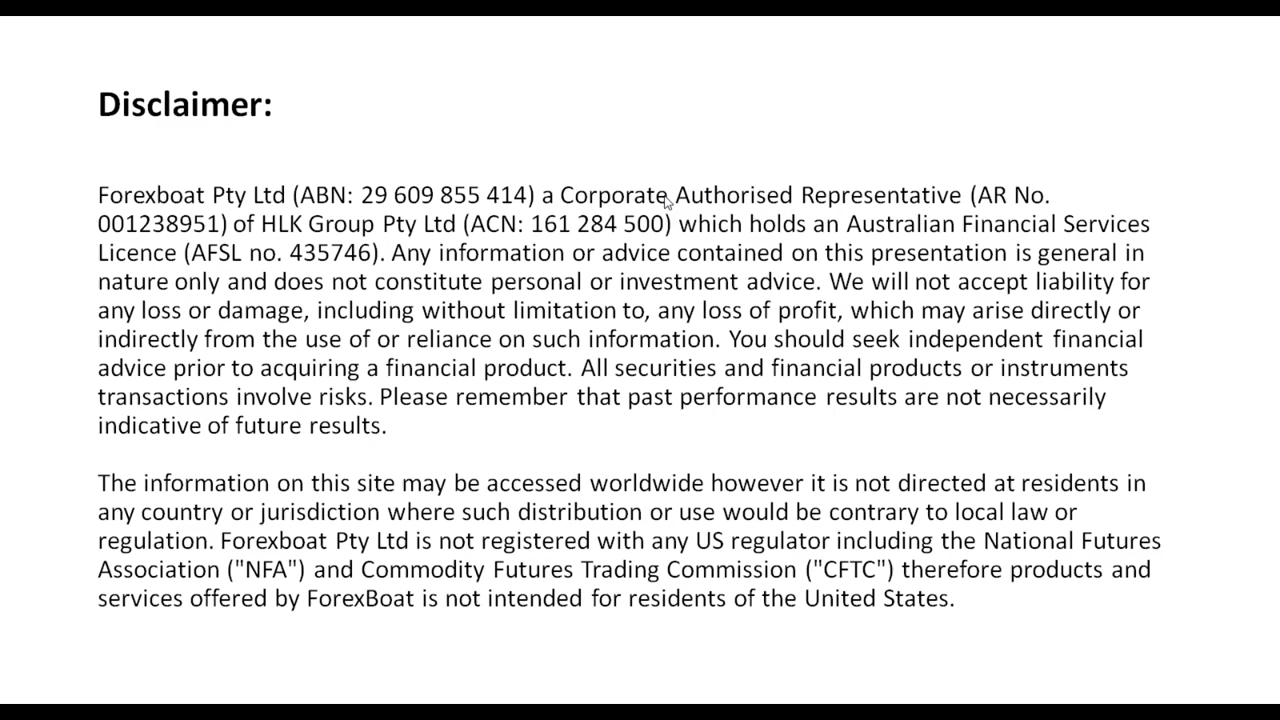 Disclaimer:
Forexboat Pty Ltd (ABN: 29 609 855 414) a Corporate Authorised Representative (AR No.
001238951) of HLK Group Pty Ltd (ACN: 161 284 500) which holds an Australian Financial Services
Licence (AFSL no. 435746). Any information or advice contained on this presentation is general in
nature only and does not constitute personal or investment advice. We will not accept liability for
any loss or damage, including without limitation to, any loss of profit, which may arise directly or
indirectly from the use of or reliance on such information. You should seek independent financial
advice prior to acquiring a financial product. All securities and financial products or instruments
transactions involve risks. Please remember that past performance results are not necessarily
indicative of future results.
The information on this site may be accessed worldwide however it is not directed at residents in
any country or jurisdiction where such distribution or use would be contrary to local law or
regulation. Forexboat Pty Ltd is not registered with any US regulator including the National Futures
Association ("NFA") and Commodity Futures Trading Commission ("CFTC") therefore products and
services offered by ForexBoat is not intended for residents of the United States.